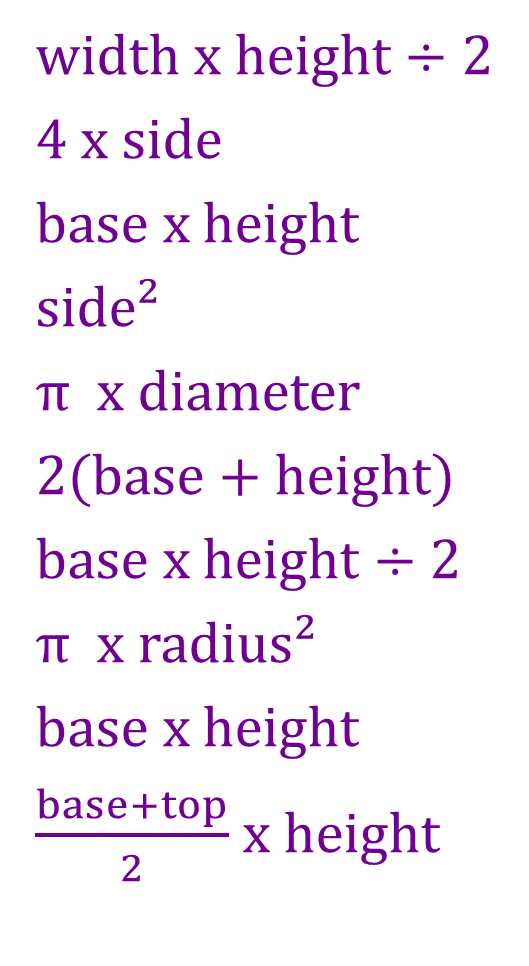 width x height ÷ 2
4 x side
base x height
side²
π x diameter
2(base + height)
base x height ÷ 2
π x radius²
base x height
base+top
2
x height